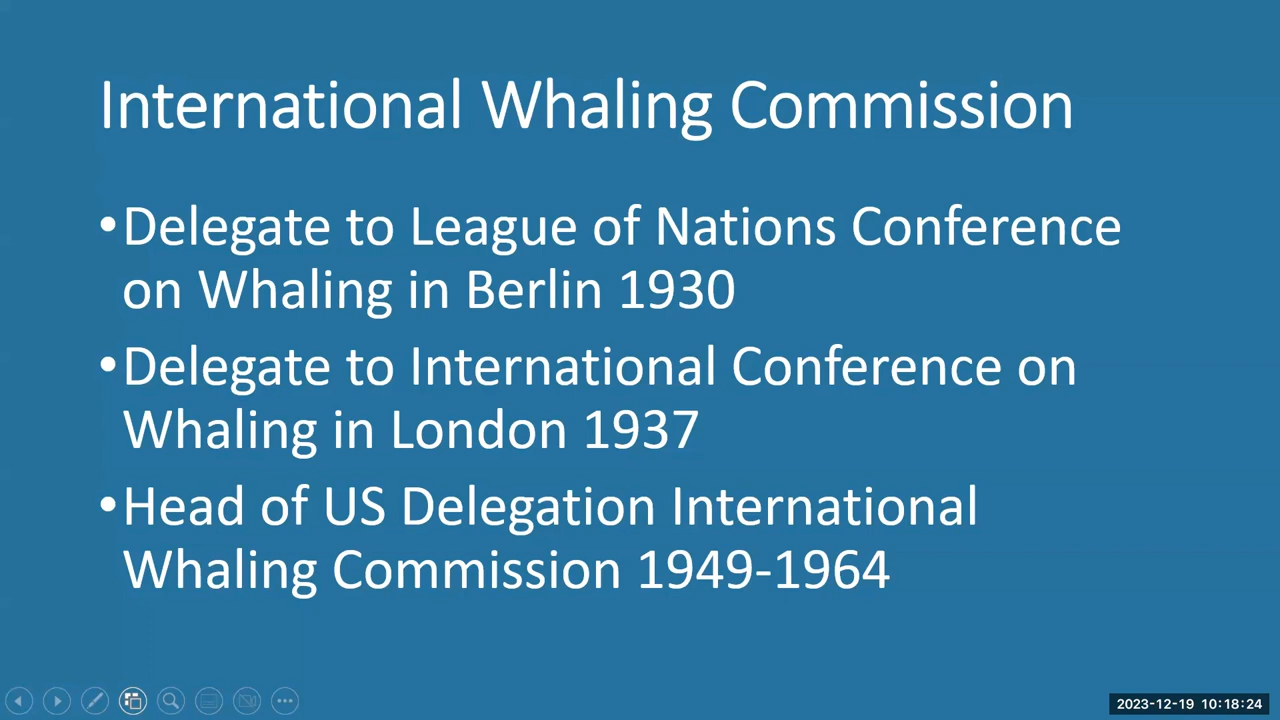 International Whaling Commission
•Delegate to League of Nations Conference
on Whaling in Berlin 1930
•Delegate to International Conference on
Whaling in London 1937
•Head of US Delegation International
Whaling Commission 1949-1964
2023-12-19 10:18:24